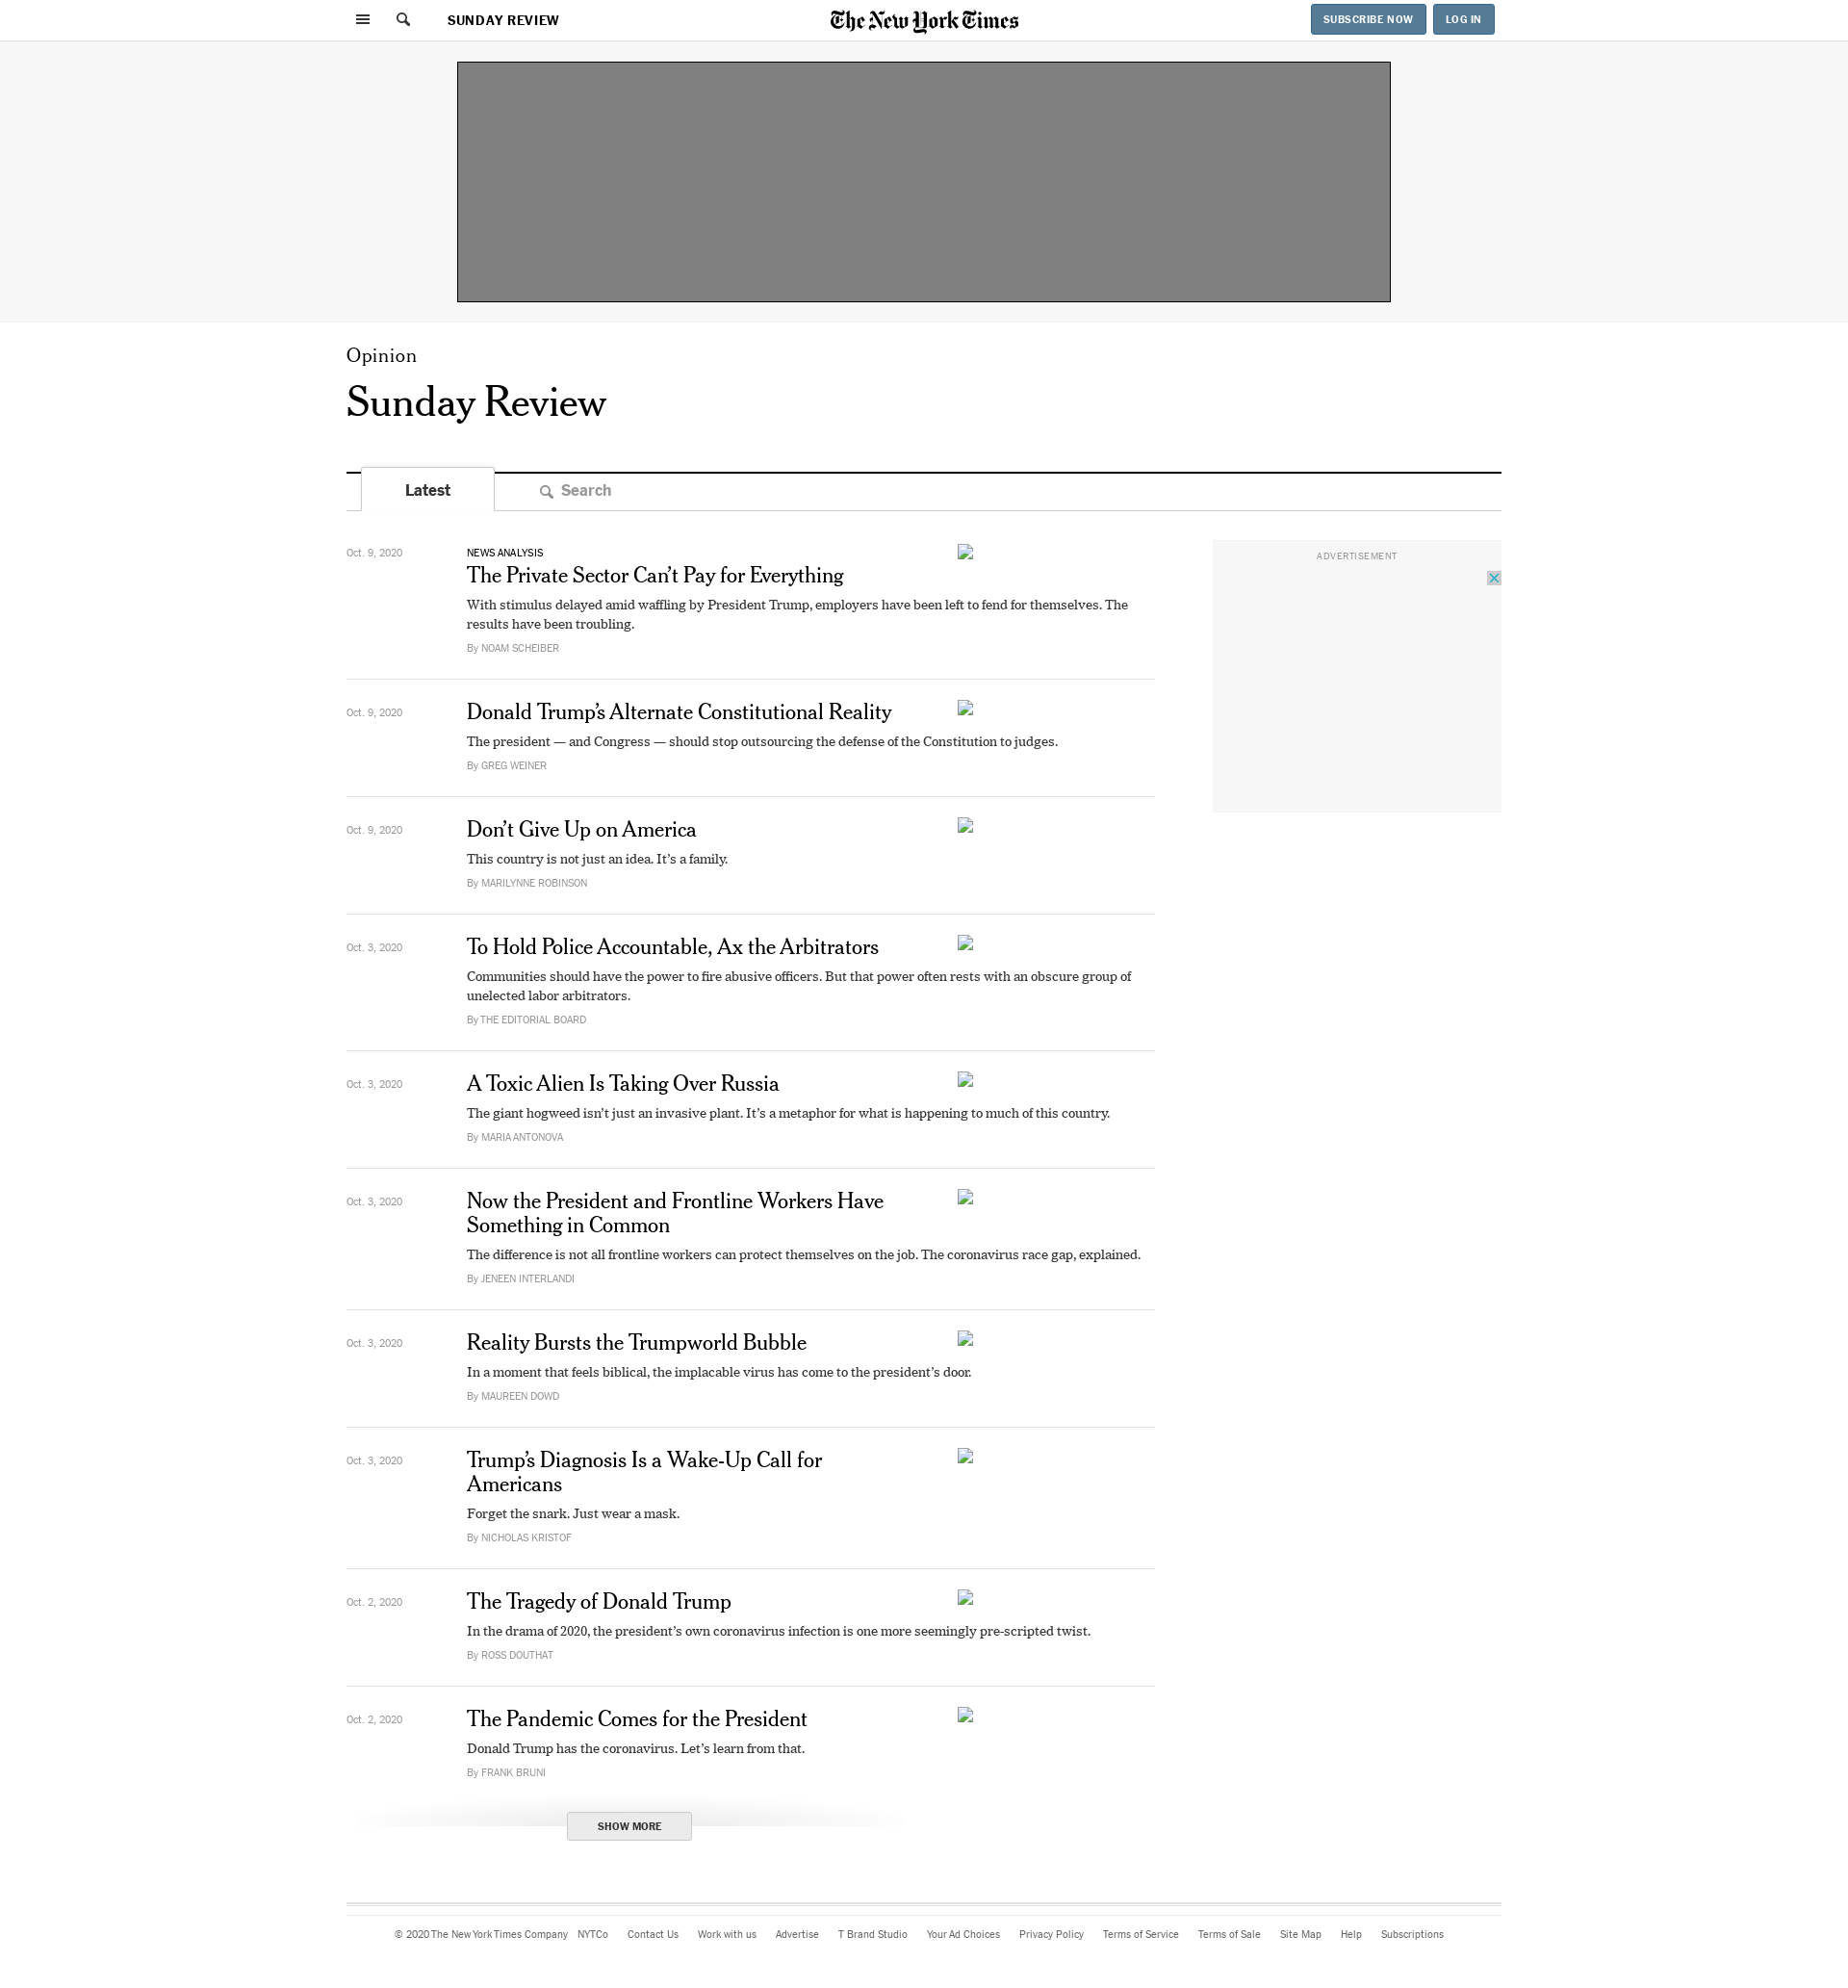 SUNDAY REVIEW
The New York Times
SUBSCRIBE NOW
LOG IN
Opinion
Sunday Review
Latest
Search
Oct. 9, 2020
NEWS ANALYSIS
The Private Sector Can’t Pay for Everything
With stimulus delayed amid waffling by President Trump, employers have been left to fend for themselves. The
results have been troubling.
By NOAM SCHEIBER
ADVERTISEMENT
Oct. 9, 2020
Donald Trump’s Alternate Constitutional Reality
The president — and Congress — should stop outsourcing the defense of the Constitution to judges.
By GREG WEINER
Oct. 9, 2020
Don’t Give Up on America
This country is not just an idea. It’s a family.
By MARILYNNE ROBINSON
Oct. 3, 2020
To Hold Police Accountable, Ax the Arbitrators
Communities should have the power to fire abusive officers. But that power often rests with an obscure group of
unelected labor arbitrators.
By THE EDITORIAL BOARD
Oct. 3, 2020
A Toxic Alien Is Taking Over Russia
The giant hogweed isn’t just an invasive plant. It’s a metaphor for what is happening to much of this country.
By MARIA ANTONOVA
Oct. 3, 2020
Now the President and Frontline Workers Have
Something in Common
The difference is not all frontline workers can protect themselves on the job. The coronavirus race gap, explained.
By JENEEN INTERLANDI
Oct. 3, 2020
Reality Bursts the Trumpworld Bubble
In a moment that feels biblical, the implacable virus has come to the president’s door.
By MAUREEN DOWD
Oct. 3, 2020
Trump’s Diagnosis Is a Wake-Up Call for
Americans
Forget the snark. Just wear a mask.
By NICHOLAS KRISTOF
Oct. 2, 2020
The Tragedy of Donald Trump
In the drama of 2020, the president’s own coronavirus infection is one more seemingly pre-scripted twist.
By ROSS DOUTHAT
Oct. 2, 2020
The Pandemic Comes for the President
Donald Trump has the coronavirus. Let’s learn from that.
By FRANK BRUNI
SHOW MORE
© 2020 The New York Times Company NYTCo Contact Us Work with us Advertise T Brand Studio Your Ad Choices Privacy Policy Terms of Service Terms of Sale Site Map Help Subscriptions